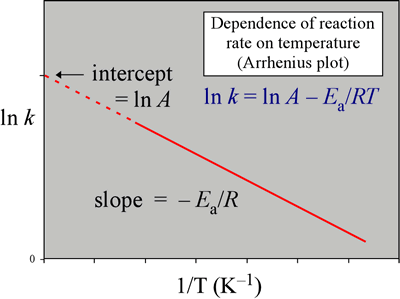 Dependence of reaction
rate on temperature
(Arrhenius plot)
intercept
= ln A
ln k = ln A – Eₐ/RT
ln k
slope = – Eₐ/R
0
1/T (K⁻¹)